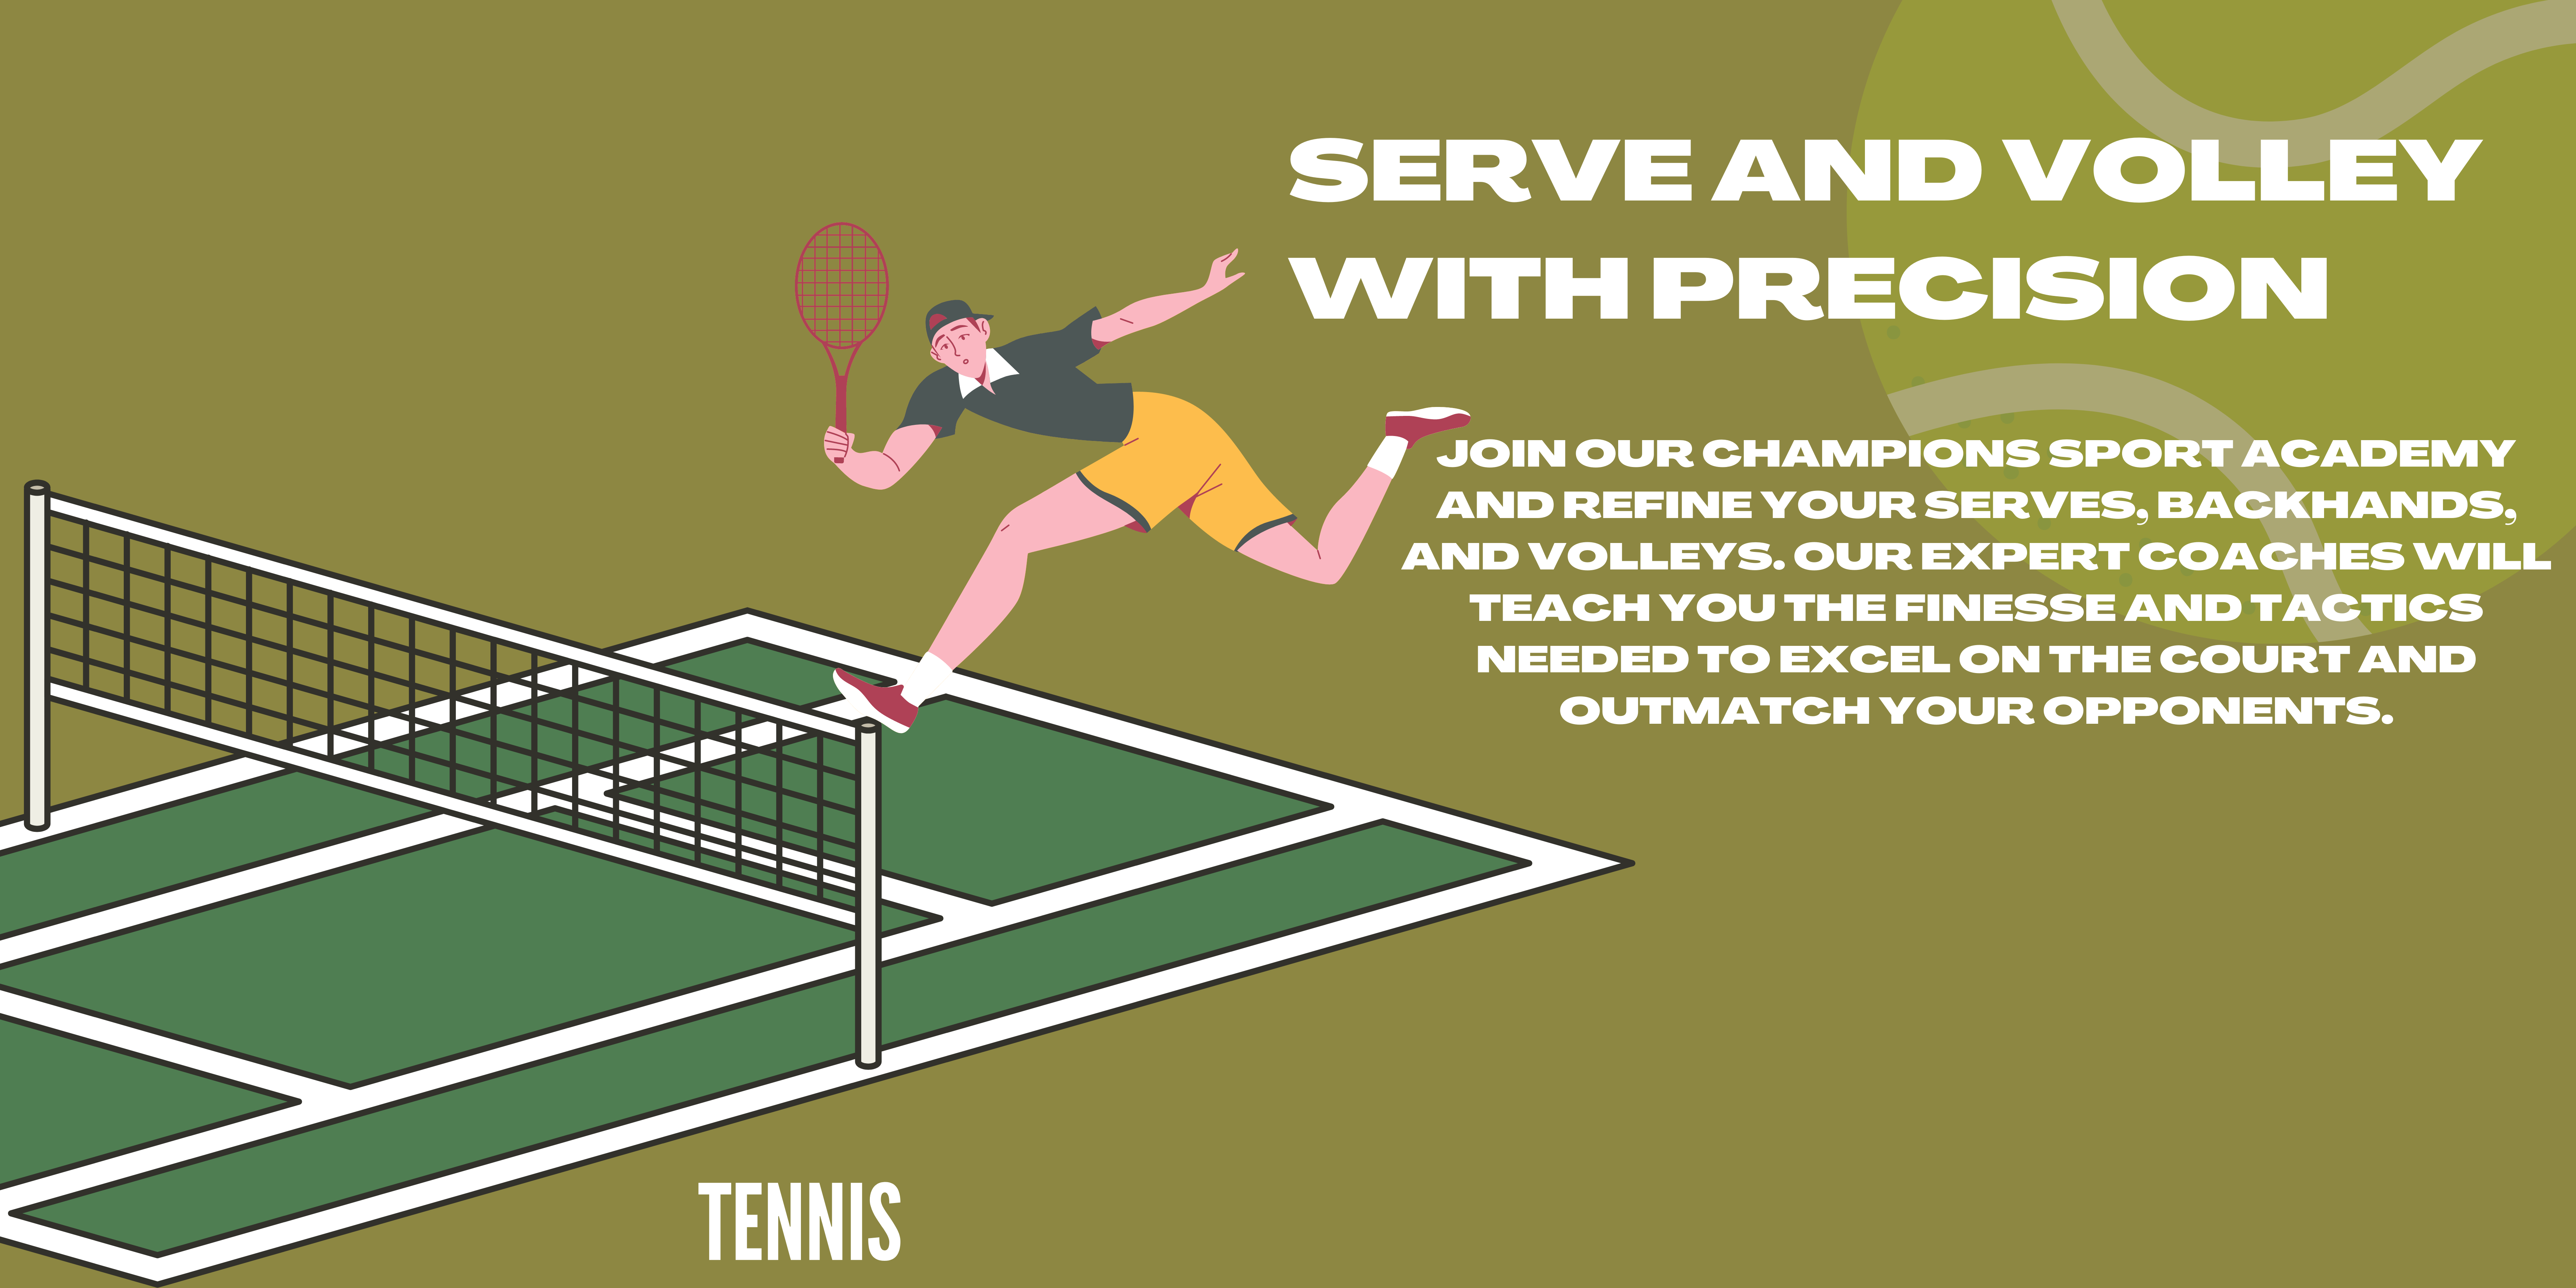 SERVE AND VOLLEY
WITH PRECISION
JOIN OUR CHAMPIONS SPORT ACADEMY
AND REFINE YOUR SERVES, BACKHANDS,
AND VOLLEYS. OUR EXPERT COACHES WILL
TEACH YOU THE FINESSE AND TACTICS
NEEDED TO EXCEL ON THE COURT AND
OUTMATCH YOUR OPPONENTS.
TENNIS